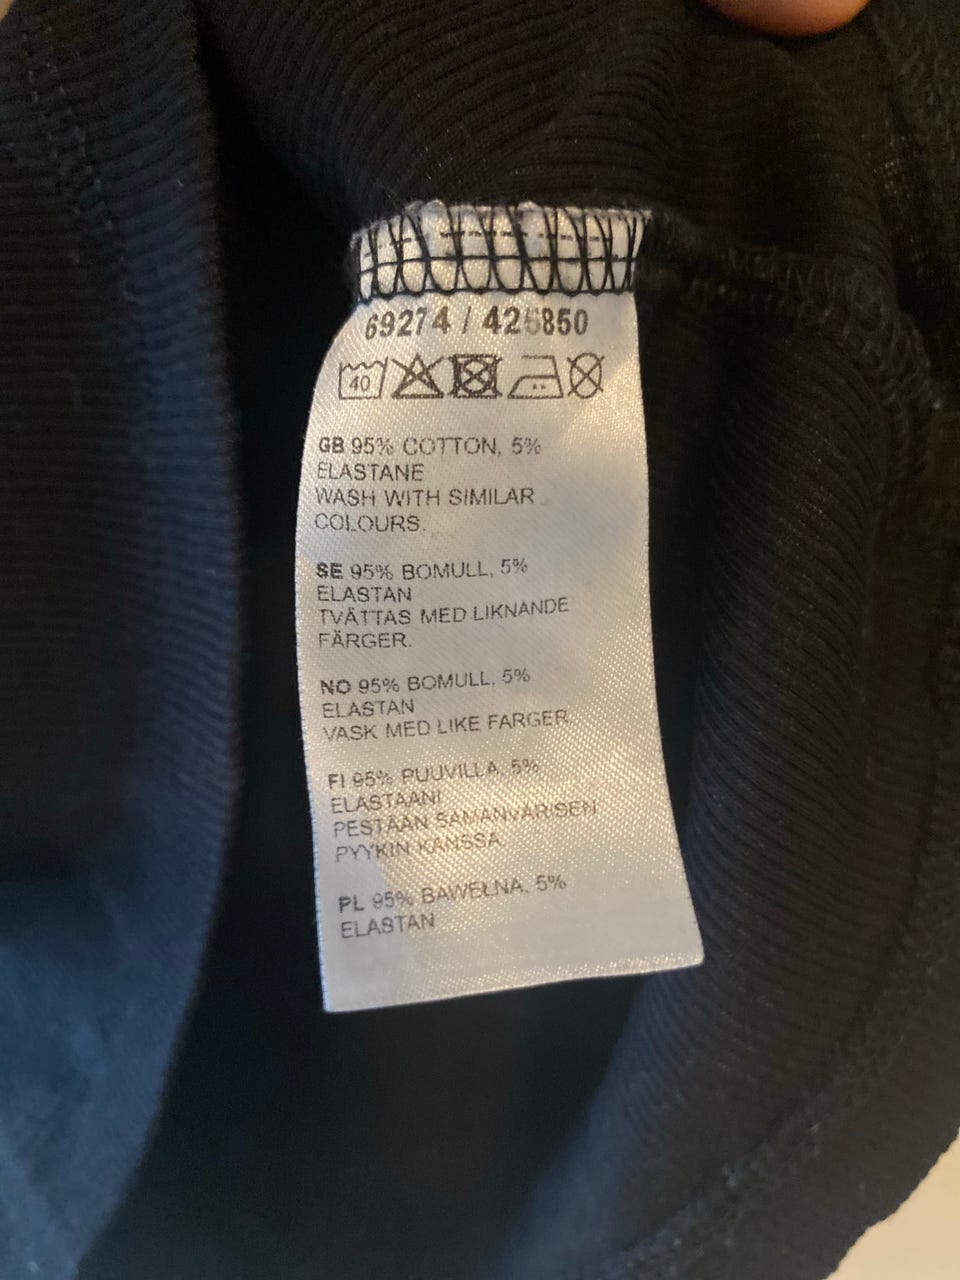 69274 / 425850
40
GB 95% COTTON, 5%
ELASTANE
WASH WITH SIMILAR
COLOURS.
SE 95% BOMULL, 5%
ELASTAN
TVÄTTAS MED LIKNANDE
FÄRGER.
NO 95% BOMULL, 5%
ELASTAN
VASK MED LIKE FARGER
FI 95% PUUVILLA, 5%
ELASTAANI
PESTÄÄN SAMANVÄRISEN
PYYKIN KANSSA
PL 95% BAWEŁNA, 5%
ELASTAN